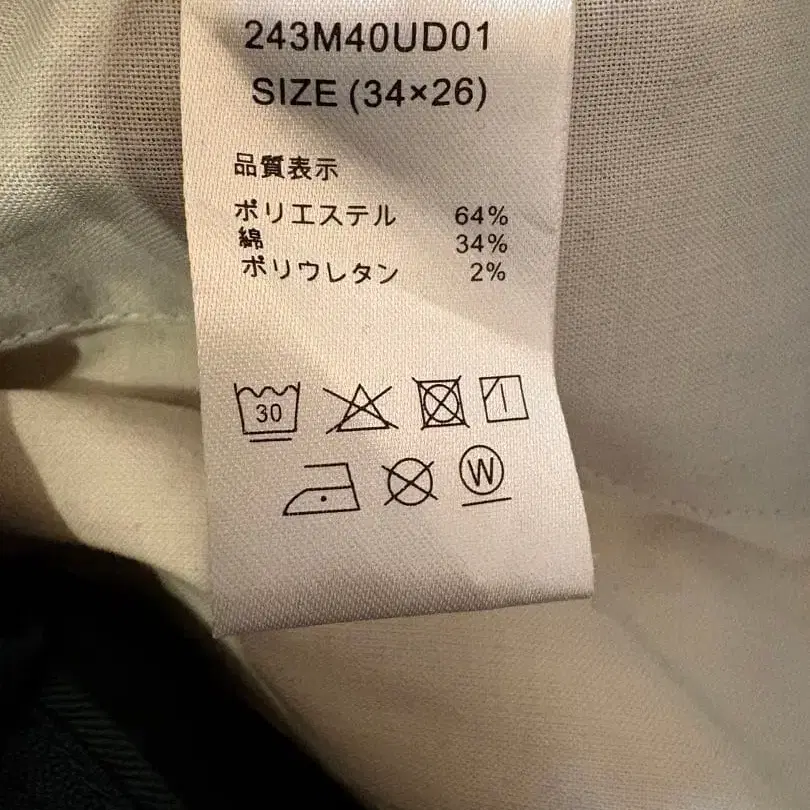 243M40UD01
SIZE (34×26)
品質表示
ポリエステル 64%
綿 34%
ポリウレタン 2%
30
W